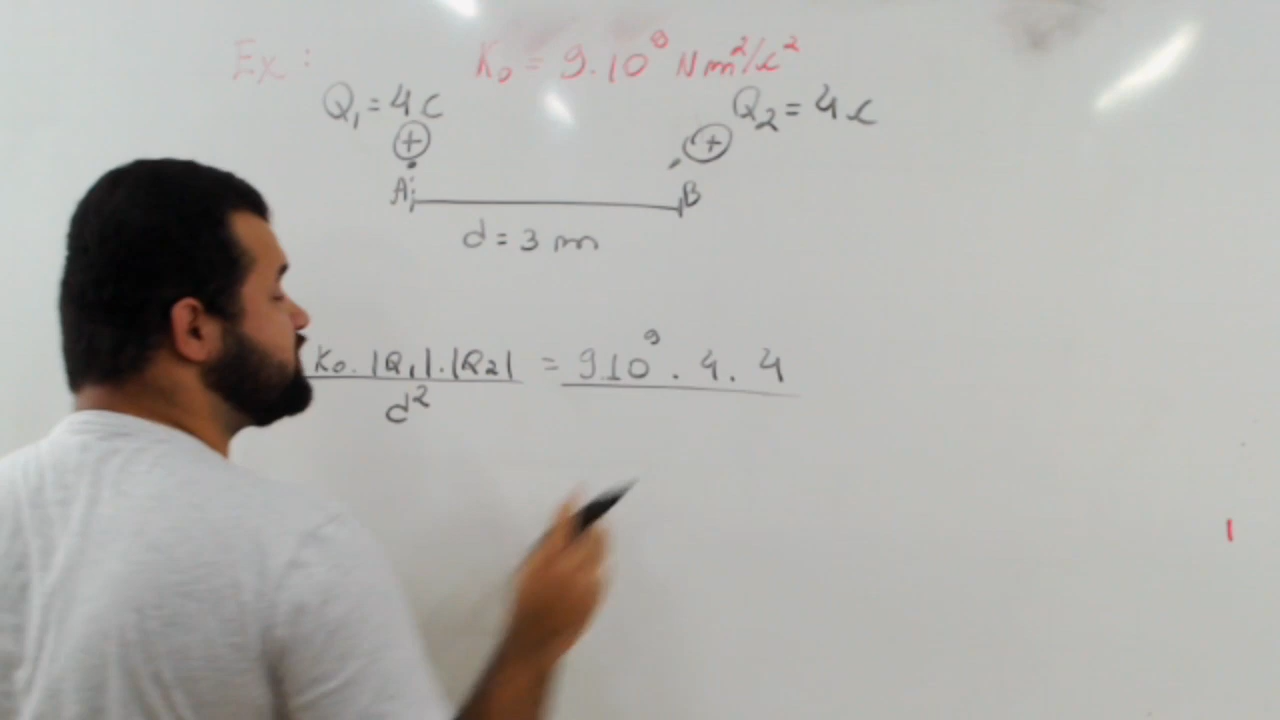 Ex: K₀ = 9.10⁹ Nm²/c²
Q₁ = 4C Q₂ = 4c
+ +
A B
d = 3 m
K₀. |Q₁|.|Q₂| = 9.10⁹ . 4 . 4
d²